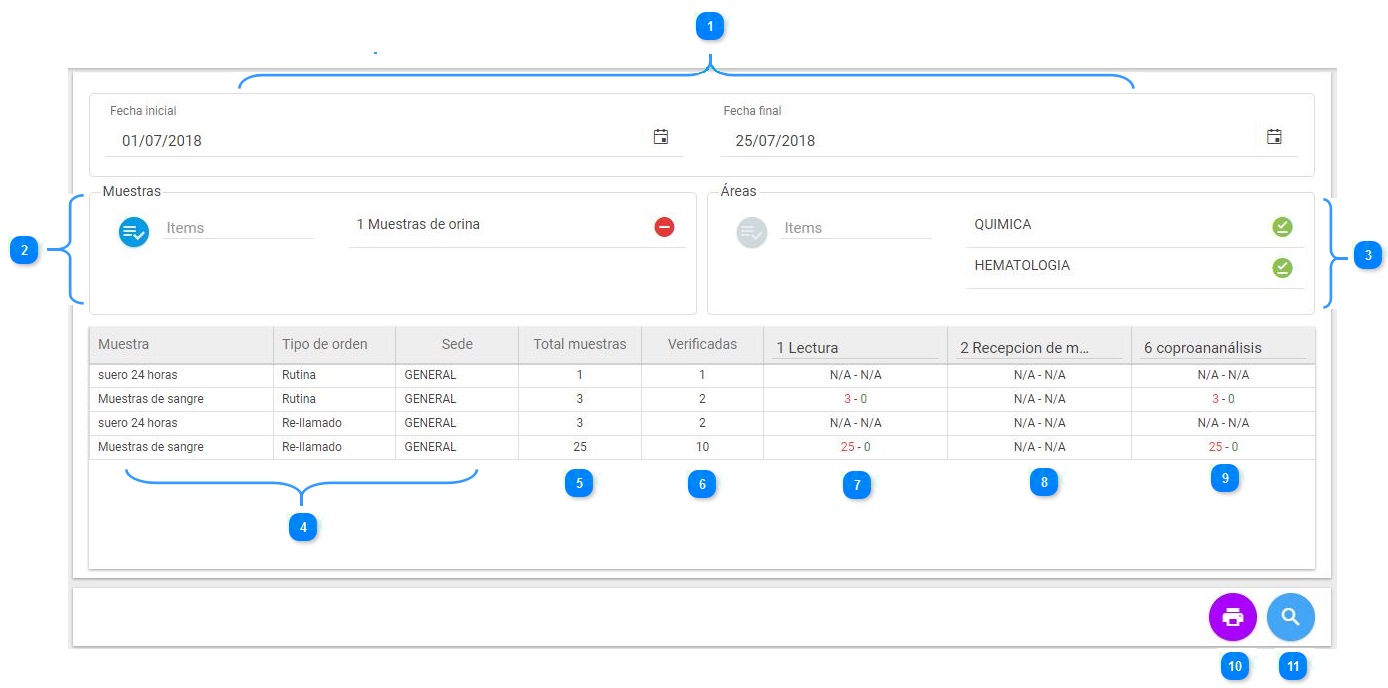 1
Fecha inicial
Fecha final
01/07/2018
25/07/2018
Muestras
Áreas
2
Items
1 Muestras de orina
Items
QUIMICA
HEMATOLOGIA
3
Muestra Tipo de orden Sede Total muestras Verificadas 1 Lectura 2 Recepcion de m... 6 coproananálisis
suero 24 horas Rutina GENERAL 1 1 N/A - N/A N/A - N/A N/A - N/A
Muestras de sangre Rutina GENERAL 3 2 3 - 0 N/A - N/A 3 - 0
suero 24 horas Re-llamado GENERAL 3 2 N/A - N/A N/A - N/A N/A - N/A
Muestras de sangre Re-llamado GENERAL 25 10 25 - 0 N/A - N/A 25 - 0
4
5
6
7
8
9
10
11